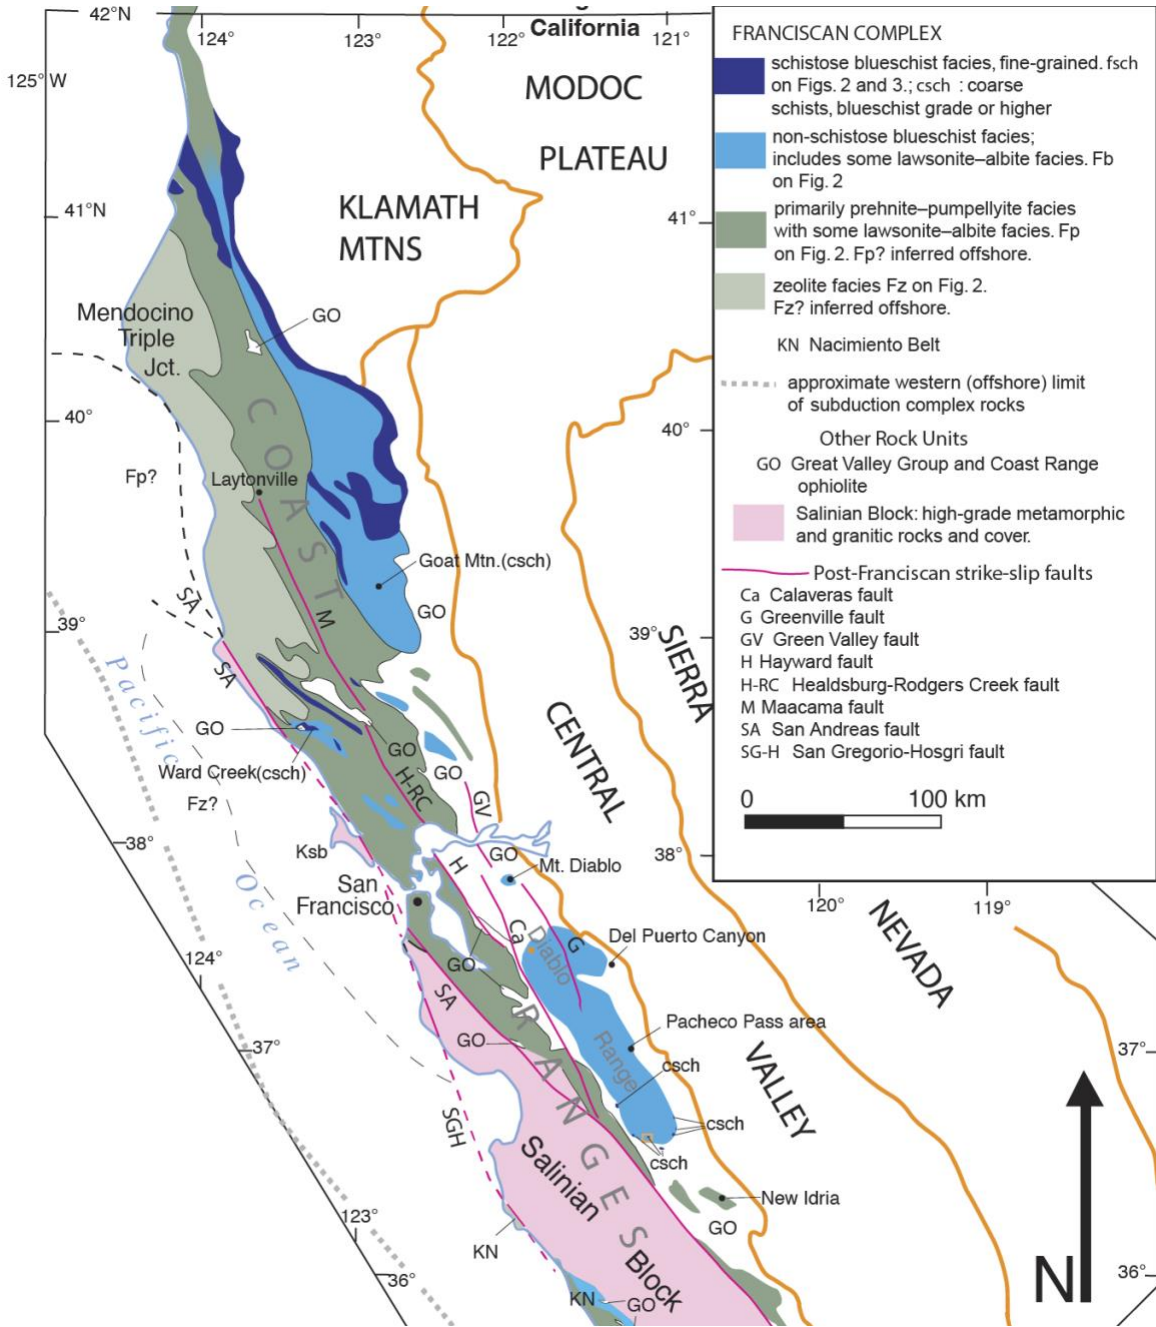 California
42°N
124°
123°
122°
121°
125° W
MODOC
PLATEAU
KLAMATH
MTNS
41°N
41°
Mendocino
Triple
Jct.
GO
40°
40°
COAST
Fp?
Laytonville
Goat Mtn.(csch)
GO
M
SA
39°
39°
SA
SIERRA
Pacific
GO
GO
CENTRAL
Ward Creek(csch)
GO
H-RC
GV
Fz?
38°
38°
Ksb
GO
H
Mt. Diablo
San
Francisco
Ocean
Ca
Diablo
G
Del Puerto Canyon
GO
NEVADA
120°
119°
124°
SA
RANGES
Range
Pacheco Pass area
GO
csch
37°
37°
VALLEY
SGH
csch
csch
Salinian
Block
New Idria
GO
123°
KN
36°
36°
KN
GO
N
FRANCISCAN COMPLEX
schistose blueschist facies, fine-grained. fsch
on Figs. 2 and 3.; csch : coarse
schists, blueschist grade or higher
non-schistose blueschist facies;
includes some lawsonite–albite facies. Fb
on Fig. 2
primarily prehnite–pumpellyite facies
with some lawsonite–albite facies. Fp
on Fig. 2. Fp? inferred offshore.
zeolite facies Fz on Fig. 2.
Fz? inferred offshore.
KN Nacimiento Belt
approximate western (offshore) limit
of subduction complex rocks
Other Rock Units
GO Great Valley Group and Coast Range
ophiolite
Salinian Block: high-grade metamorphic
and granitic rocks and cover.
Post-Franciscan strike-slip faults
Ca Calaveras fault
G Greenville fault
GV Green Valley fault
H Hayward fault
H-RC Healdsburg-Rodgers Creek fault
M Maacama fault
SA San Andreas fault
SG-H San Gregorio-Hosgri fault
0 100 km